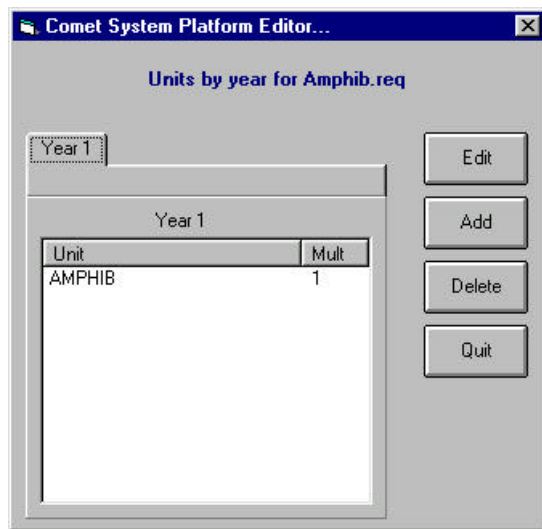 Comet System Platform Editor...
Units by year for Amphib.req
Year 1
Year 1
Unit Mult
AMPHIB 1
Edit
Add
Delete
Quit